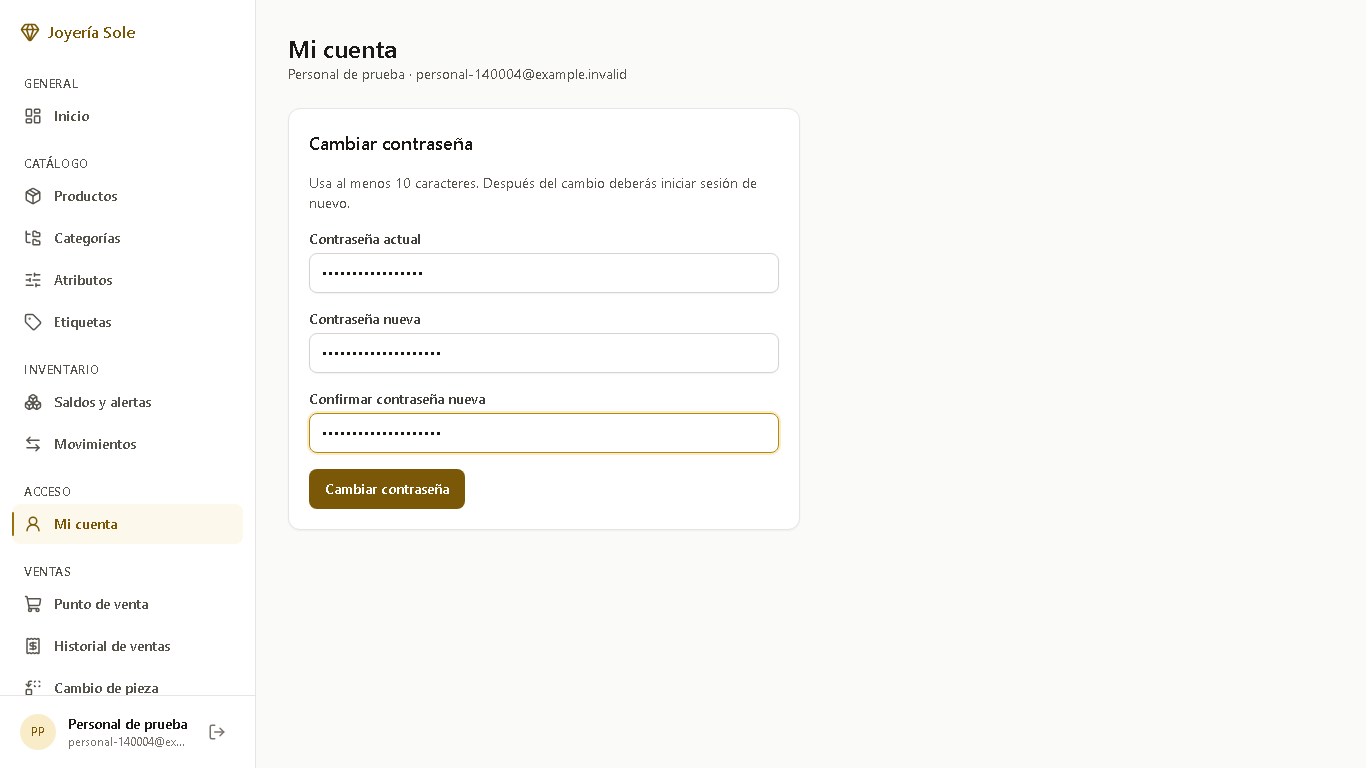 Joyería Sole
GENERAL
Inicio
CATÁLOGO
Productos
Categorías
Atributos
Etiquetas
INVENTARIO
Saldos y alertas
Movimientos
ACCESO
Mi cuenta
VENTAS
Punto de venta
Historial de ventas
Cambio de pieza
PP
Personal de prueba
personal-140004@ex...
Mi cuenta
Personal de prueba · personal-140004@example.invalid
Cambiar contraseña
Usa al menos 10 caracteres. Después del cambio deberás iniciar sesión de
nuevo.
Contraseña actual
•••••••••••••••••
Contraseña nueva
••••••••••••••••••••
Confirmar contraseña nueva
••••••••••••••••••••
Cambiar contraseña